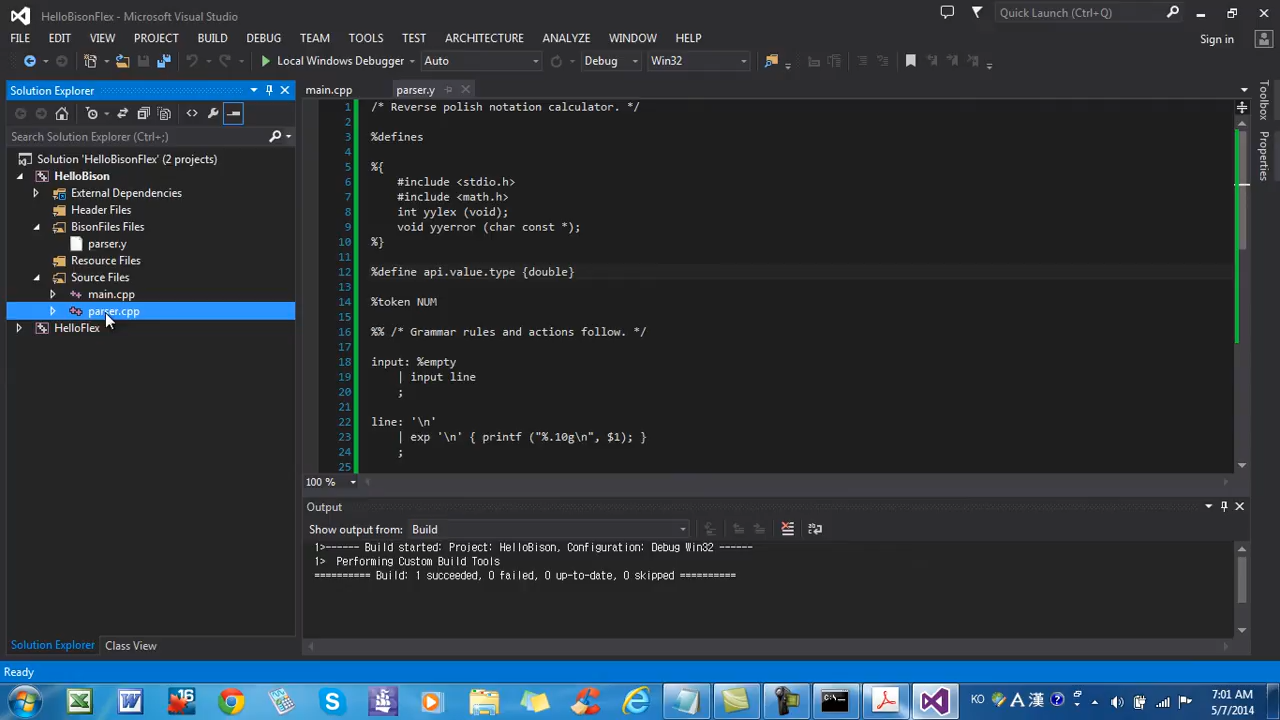 HelloBisonFlex - Microsoft Visual Studio
Quick Launch (Ctrl+Q)
FILE EDIT VIEW PROJECT BUILD DEBUG TEAM TOOLS TEST ARCHITECTURE ANALYZE WINDOW HELP
Sign in
Local Windows Debugger Auto Debug Win32
Solution Explorer
Search Solution Explorer (Ctrl+;)
Solution 'HelloBisonFlex' (2 projects)
HelloBison
External Dependencies
Header Files
BisonFiles Files
parser.y
Resource Files
Source Files
main.cpp
parser.cpp
HelloFlex
Solution Explorer Class View
main.cpp parser.y
1 /* Reverse polish notation calculator. */
2
3 %defines
4
5 %{
6 #include <stdio.h>
7 #include <math.h>
8 int yylex (void);
9 void yyerror (char const *);
10 %}
11
12 %define api.value.type {double}
13
14 %token NUM
15
16 %% /* Grammar rules and actions follow. */
17
18 input: %empty
19 | input line
20 ;
21
22 line: '\n'
23 | exp '\n' { printf ("%.10g\n", $1); }
24 ;
25
100 %
Toolbox
Properties
Output
Show output from: Build
1>------ Build started: Project: HelloBison, Configuration: Debug Win32 ------
1> Performing Custom Build Tools
========== Build: 1 succeeded, 0 failed, 0 up-to-date, 0 skipped ==========
Ready
16
KO A 漢
7:01 AM
5/7/2014